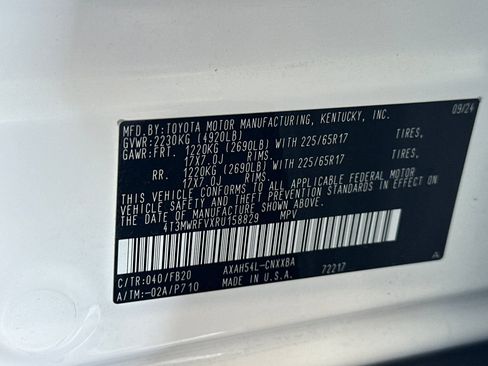 MFD.BY:TOYOTA MOTOR MANUFACTURING, KENTUCKY, INC. 09/24
GVWR:2230KG (4920LB)
GAWR:FRT. 1220KG (2690LB) WITH 225/65R17 TIRES,
17X7.0J RIMS.
RR. 1220KG (2690LB) WITH 225/65R17 TIRES,
17X7.0J RIMS.
THIS VEHICLE CONFORMS TO ALL APPLICABLE FEDERAL MOTOR
VEHICLE SAFETY AND THEFT PREVENTION STANDARDS IN EFFECT ON
THE DATE OF MANUFACTURE SHOWN ABOVE.
4T3MWRFVXRU158829 MPV
C/TR:040/FB20 AXAH54L-CNXXBA 72217
A/TM:-02A/P710 MADE IN U.S.A. A